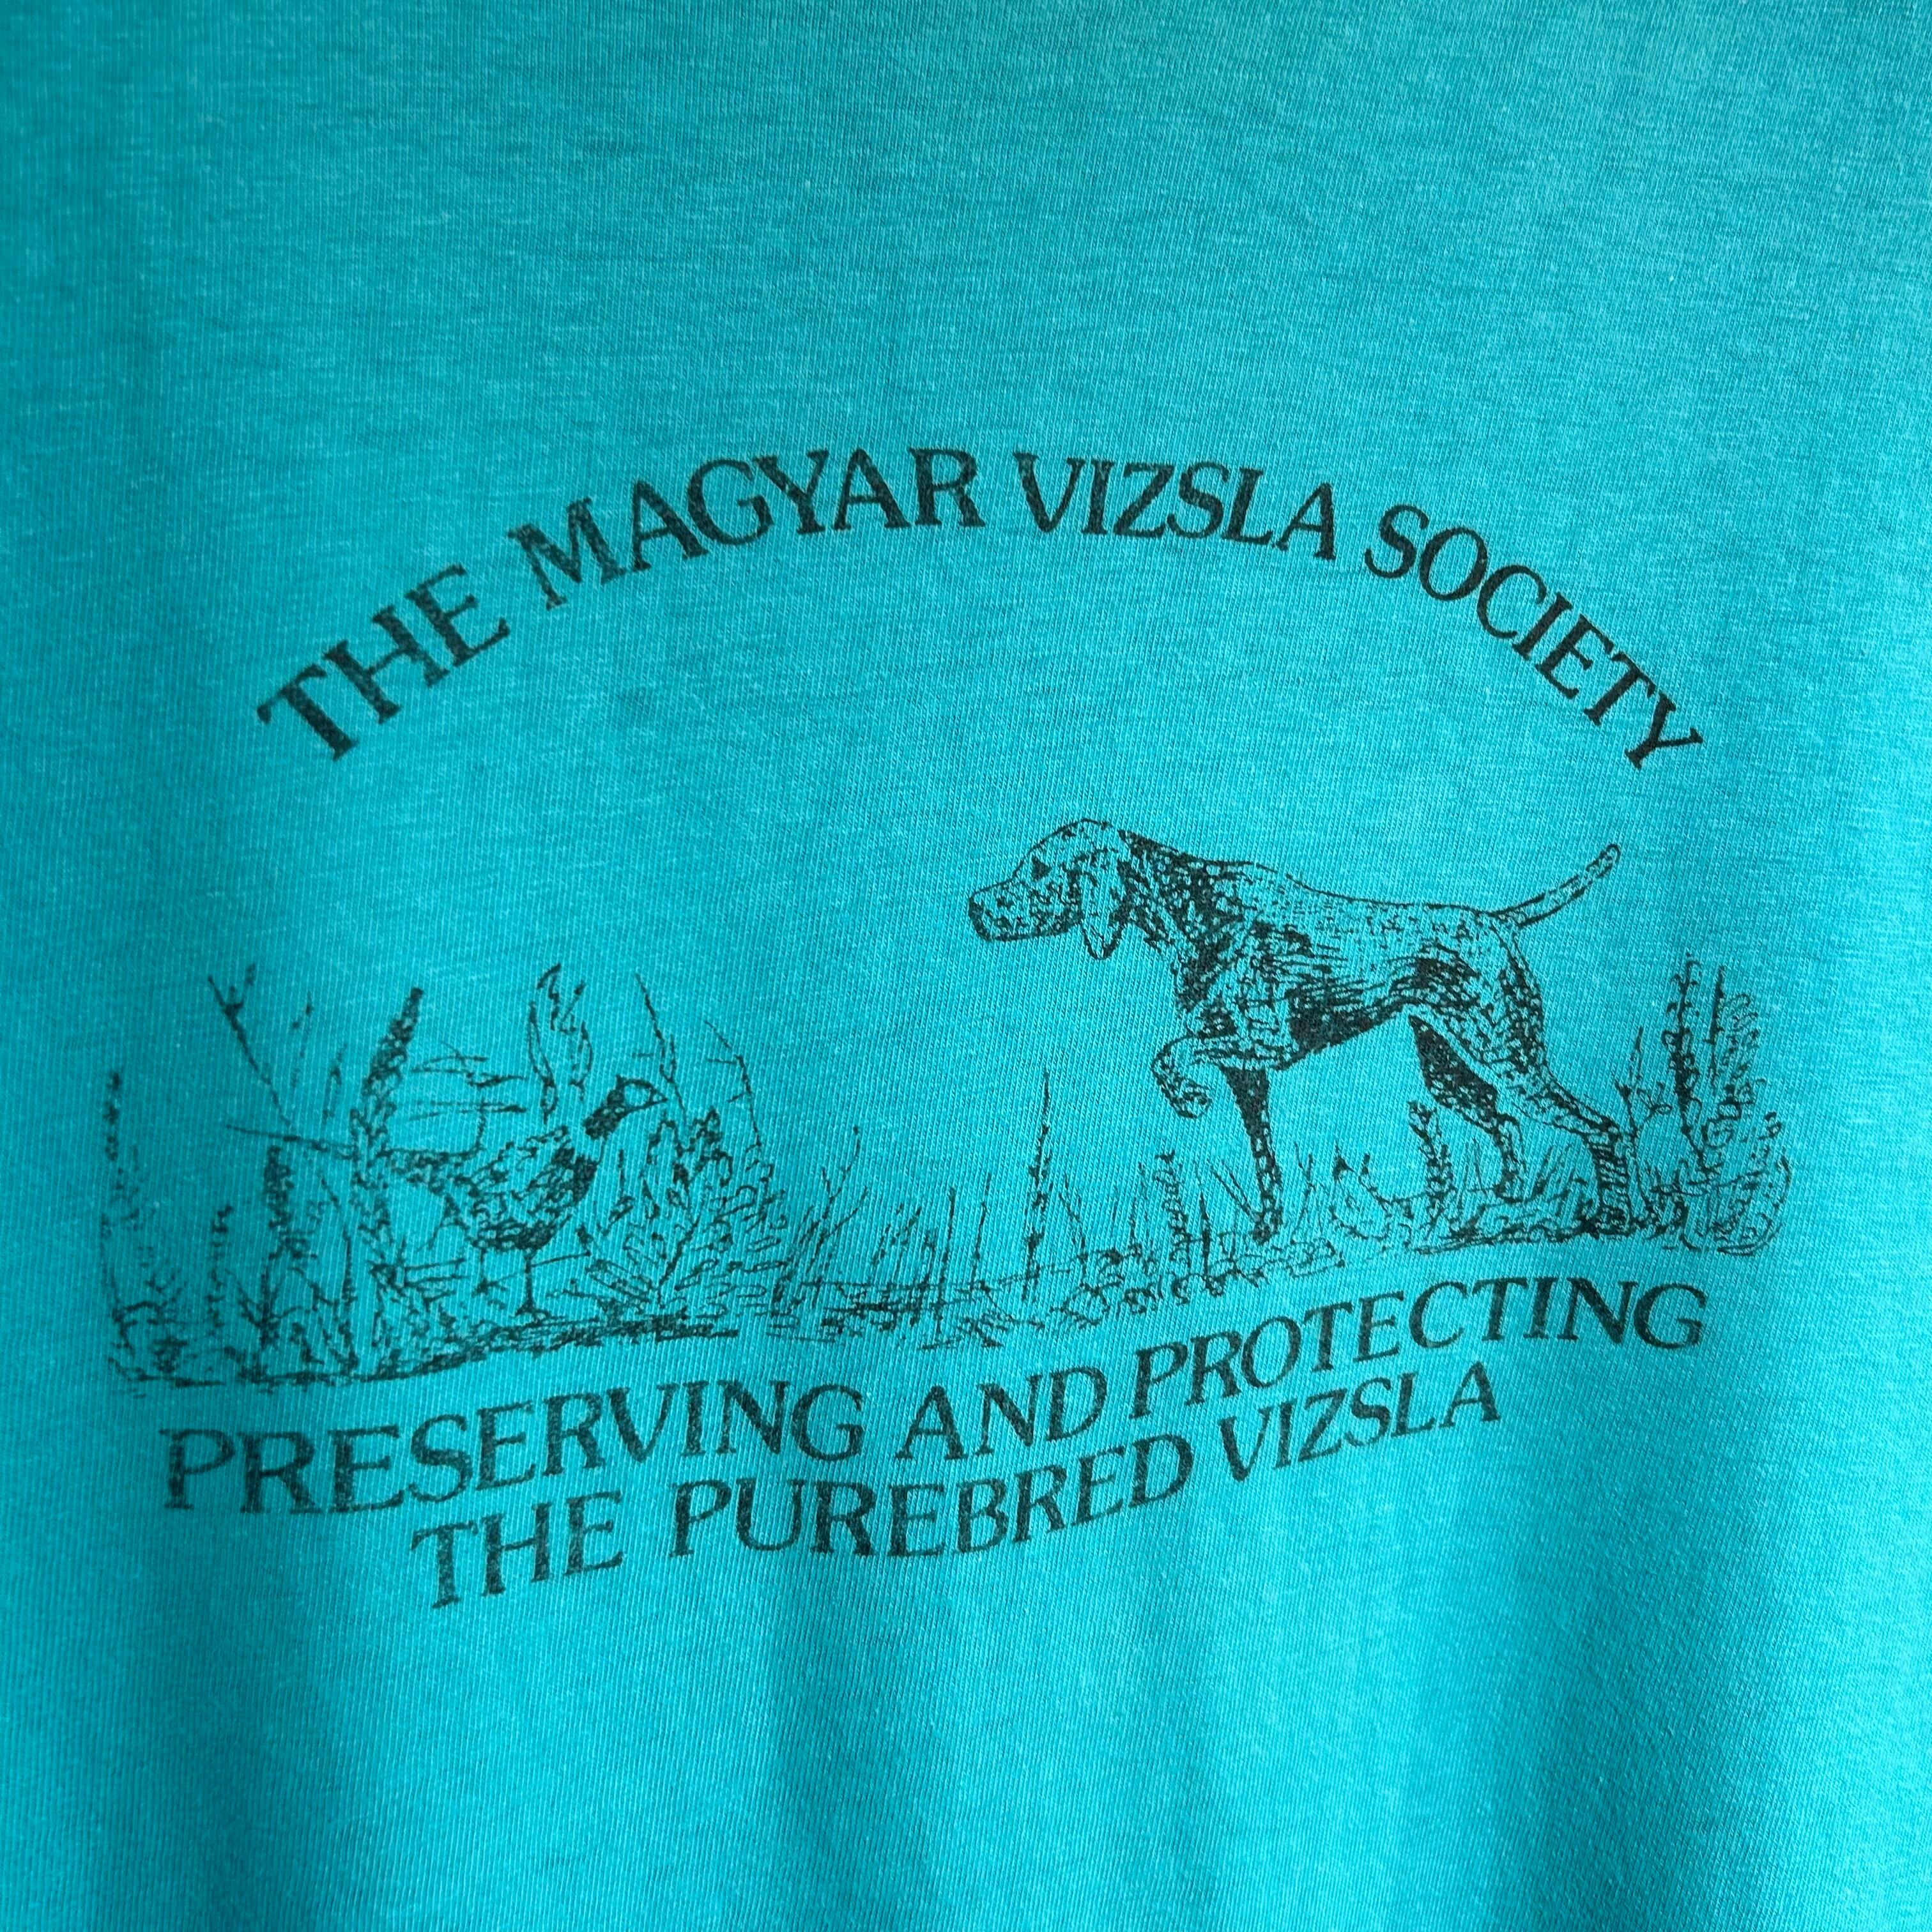 THE MAGYAR VIZSLA SOCIETY
PRESERVING AND PROTECTING
THE PUREBRED VIZSLA